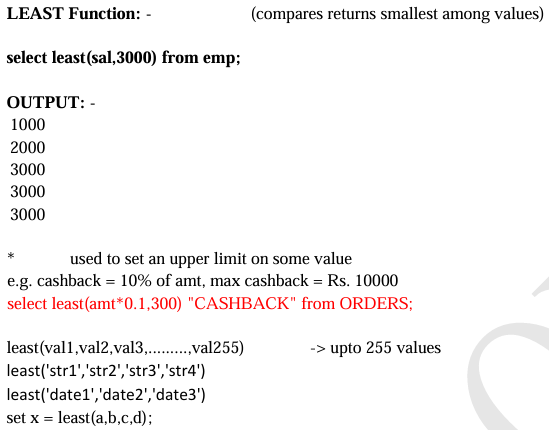 LEAST Function: - (compares returns smallest among values)
select least(sal,3000) from emp;
OUTPUT: -
1000
2000
3000
3000
3000
* used to set an upper limit on some value
e.g. cashback = 10% of amt, max cashback = Rs. 10000
select least(amt*0.1,300) "CASHBACK" from ORDERS;
least(val1,val2,val3,.........,val255) -> upto 255 values
least('str1','str2','str3','str4')
least('date1','date2','date3')
set x = least(a,b,c,d);